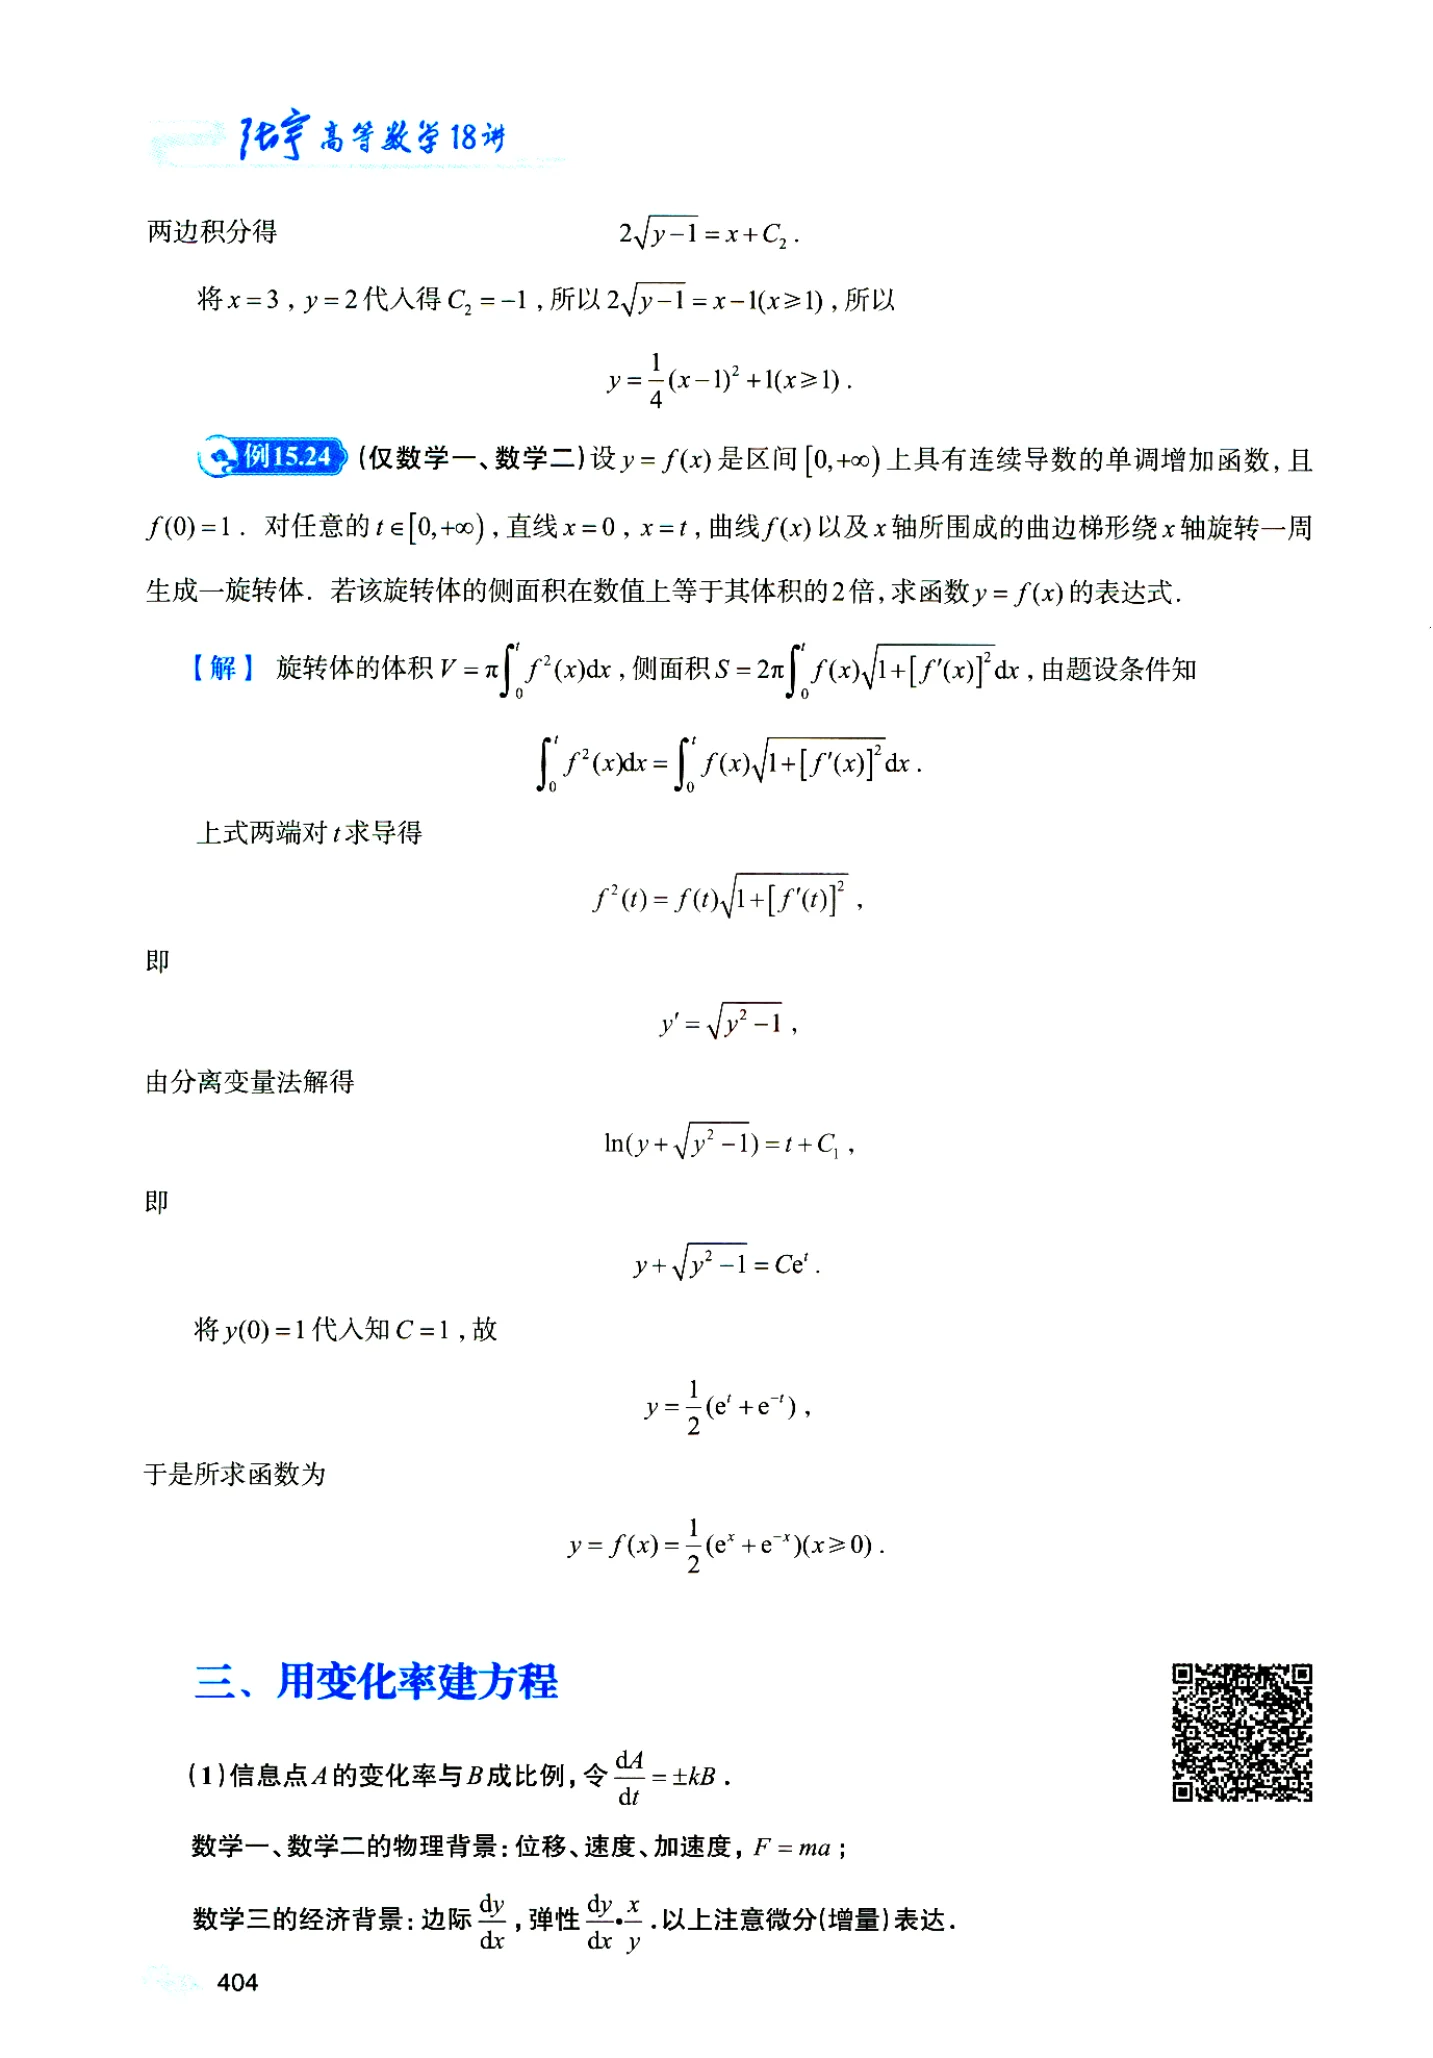 张宇高等数学18讲
两边积分得 $2\sqrt{y-1}=x+C_2$.
将$x=3$,$y=2$代入得$C_2=-1$,所以$2\sqrt{y-1}=x-1(x\geqslant1)$,所以
$y=\frac{1}{4}(x-1)^2+1(x\geqslant1)$.
例15.24 (仅数学一、数学二)设$y=f(x)$是区间$[0,+\infty)$上具有连续导数的单调增加函数,且
$f(0)=1$. 对任意的$t\in[0,+\infty)$,直线$x=0$,$x=t$,曲线$f(x)$以及$x$轴所围成的曲边梯形绕$x$轴旋转一周
生成一旋转体. 若该旋转体的侧面积在数值上等于其体积的2倍,求函数$y=f(x)$的表达式.
【解】 旋转体的体积$V=\pi\int_0^t f^2(x)\mathrm{d}x$,侧面积$S=2\pi\int_0^t f(x)\sqrt{1+[f'(x)]^2}\mathrm{d}x$,由题设条件知
$\int_0^t f^2(x)\mathrm{d}x=\int_0^t f(x)\sqrt{1+[f'(x)]^2}\mathrm{d}x$.
上式两端对$t$求导得
$f^2(t)=f(t)\sqrt{1+[f'(t)]^2}$,
即
$y'=\sqrt{y^2-1}$,
由分离变量法解得
$\ln(y+\sqrt{y^2-1})=t+C_1$,
即
$y+\sqrt{y^2-1}=Ce^t$.
将$y(0)=1$代入知$C=1$,故
$y=\frac{1}{2}(e^t+e^{-t})$,
于是所求函数为
$y=f(x)=\frac{1}{2}(e^x+e^{-x})(x\geqslant0)$.
三、用变化率建方程
(1)信息点$A$的变化率与$B$成比例,令$\frac{\mathrm{d}A}{\mathrm{d}t}=\pm kB$.
数学一、数学二的物理背景:位移、速度、加速度,$F=ma$;
数学三的经济背景:边际$\frac{\mathrm{d}y}{\mathrm{d}x}$,弹性$\frac{\mathrm{d}y}{\mathrm{d}x}\cdot\frac{x}{y}$.以上注意微分(增量)表达.
404